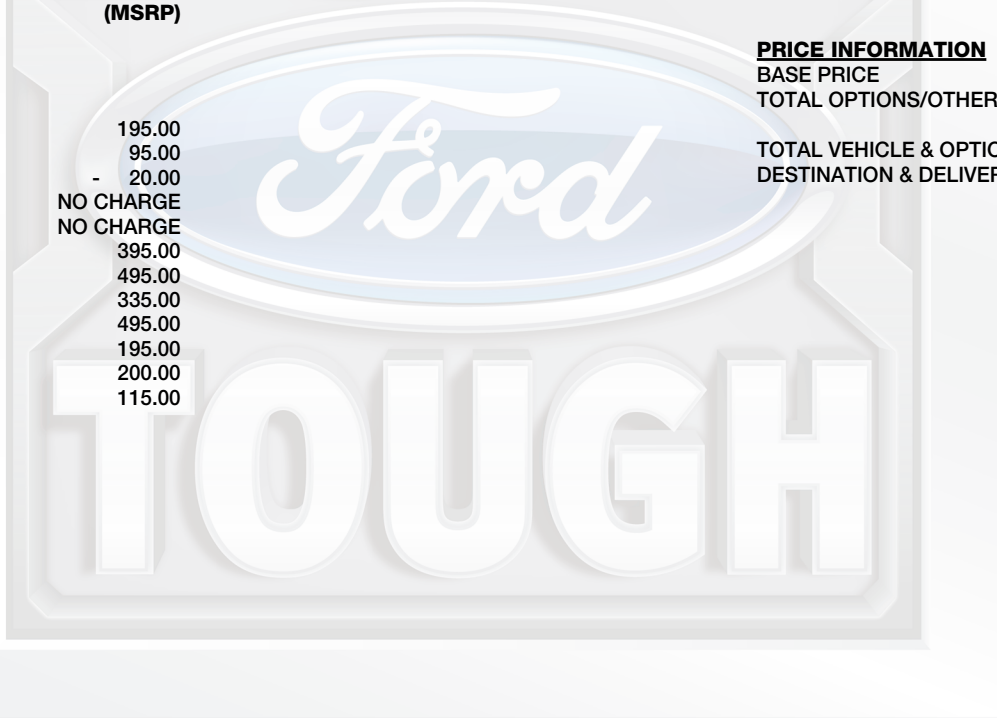 (MSRP)
195.00
95.00
- 20.00
NO CHARGE
NO CHARGE
395.00
495.00
335.00
495.00
195.00
200.00
115.00
PRICE INFORMATION
BASE PRICE
TOTAL OPTIONS/OTHER
TOTAL VEHICLE & OPTIO
DESTINATION & DELIVER
Ford
TOUGH